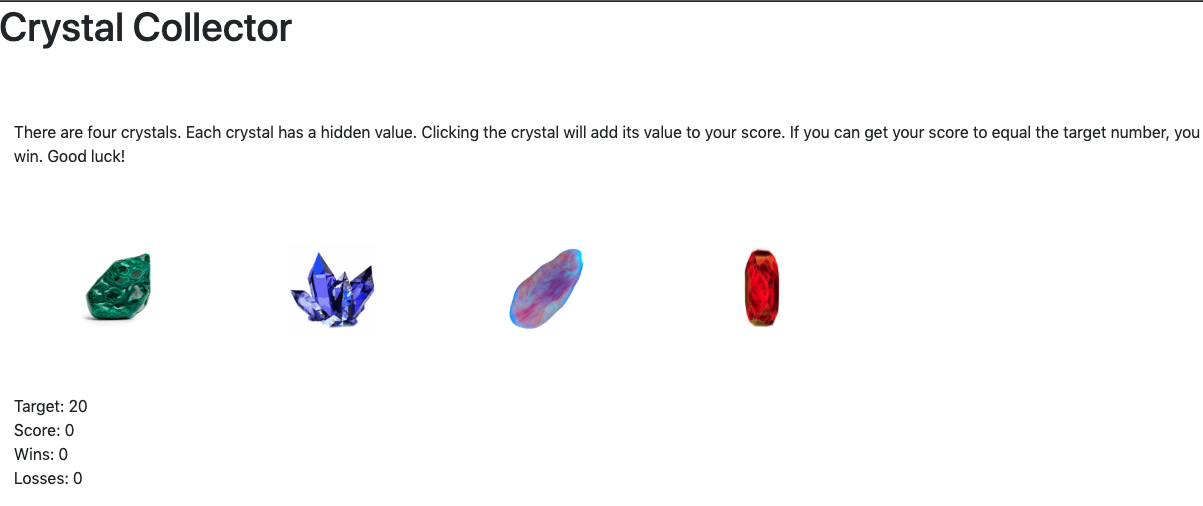 Crystal Collector
There are four crystals. Each crystal has a hidden value. Clicking the crystal will add its value to your score. If you can get your score to equal the target number, you
win. Good luck!
Target: 20
Score: 0
Wins: 0
Losses: 0